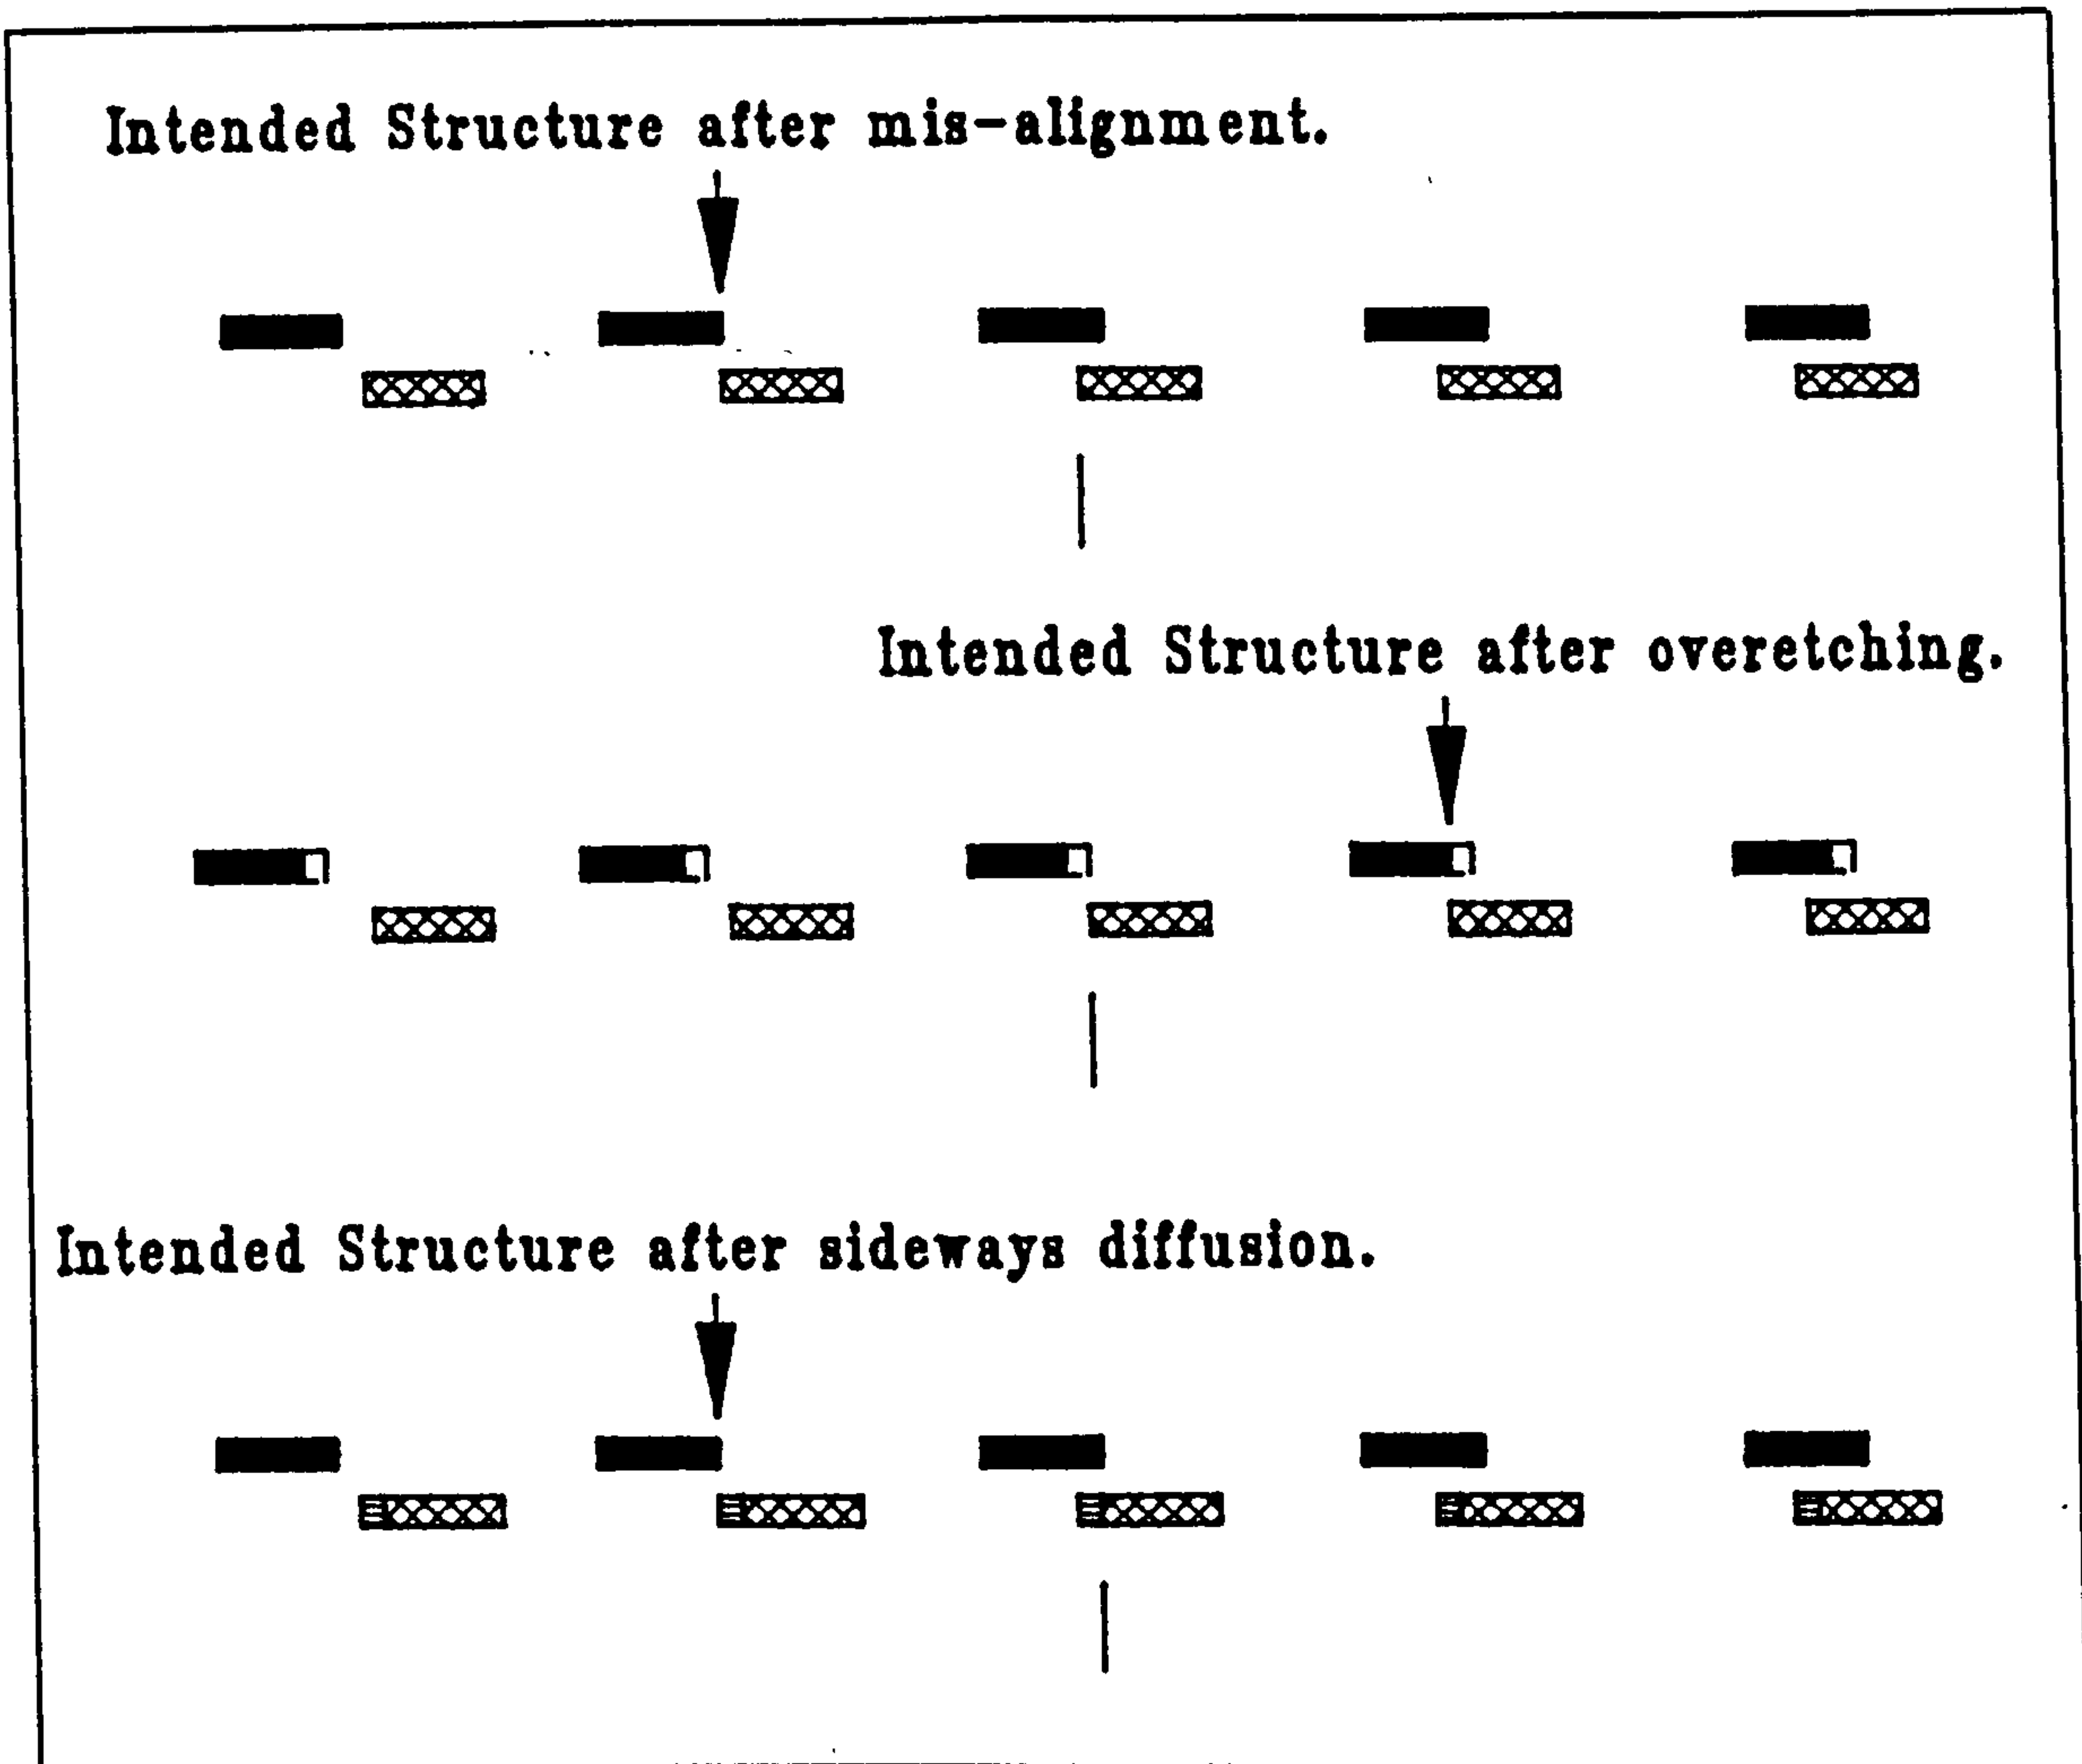 Intended Structure after mis-alignment.
Intended Structure after overetching.
Intended Structure after sideways diffusion.